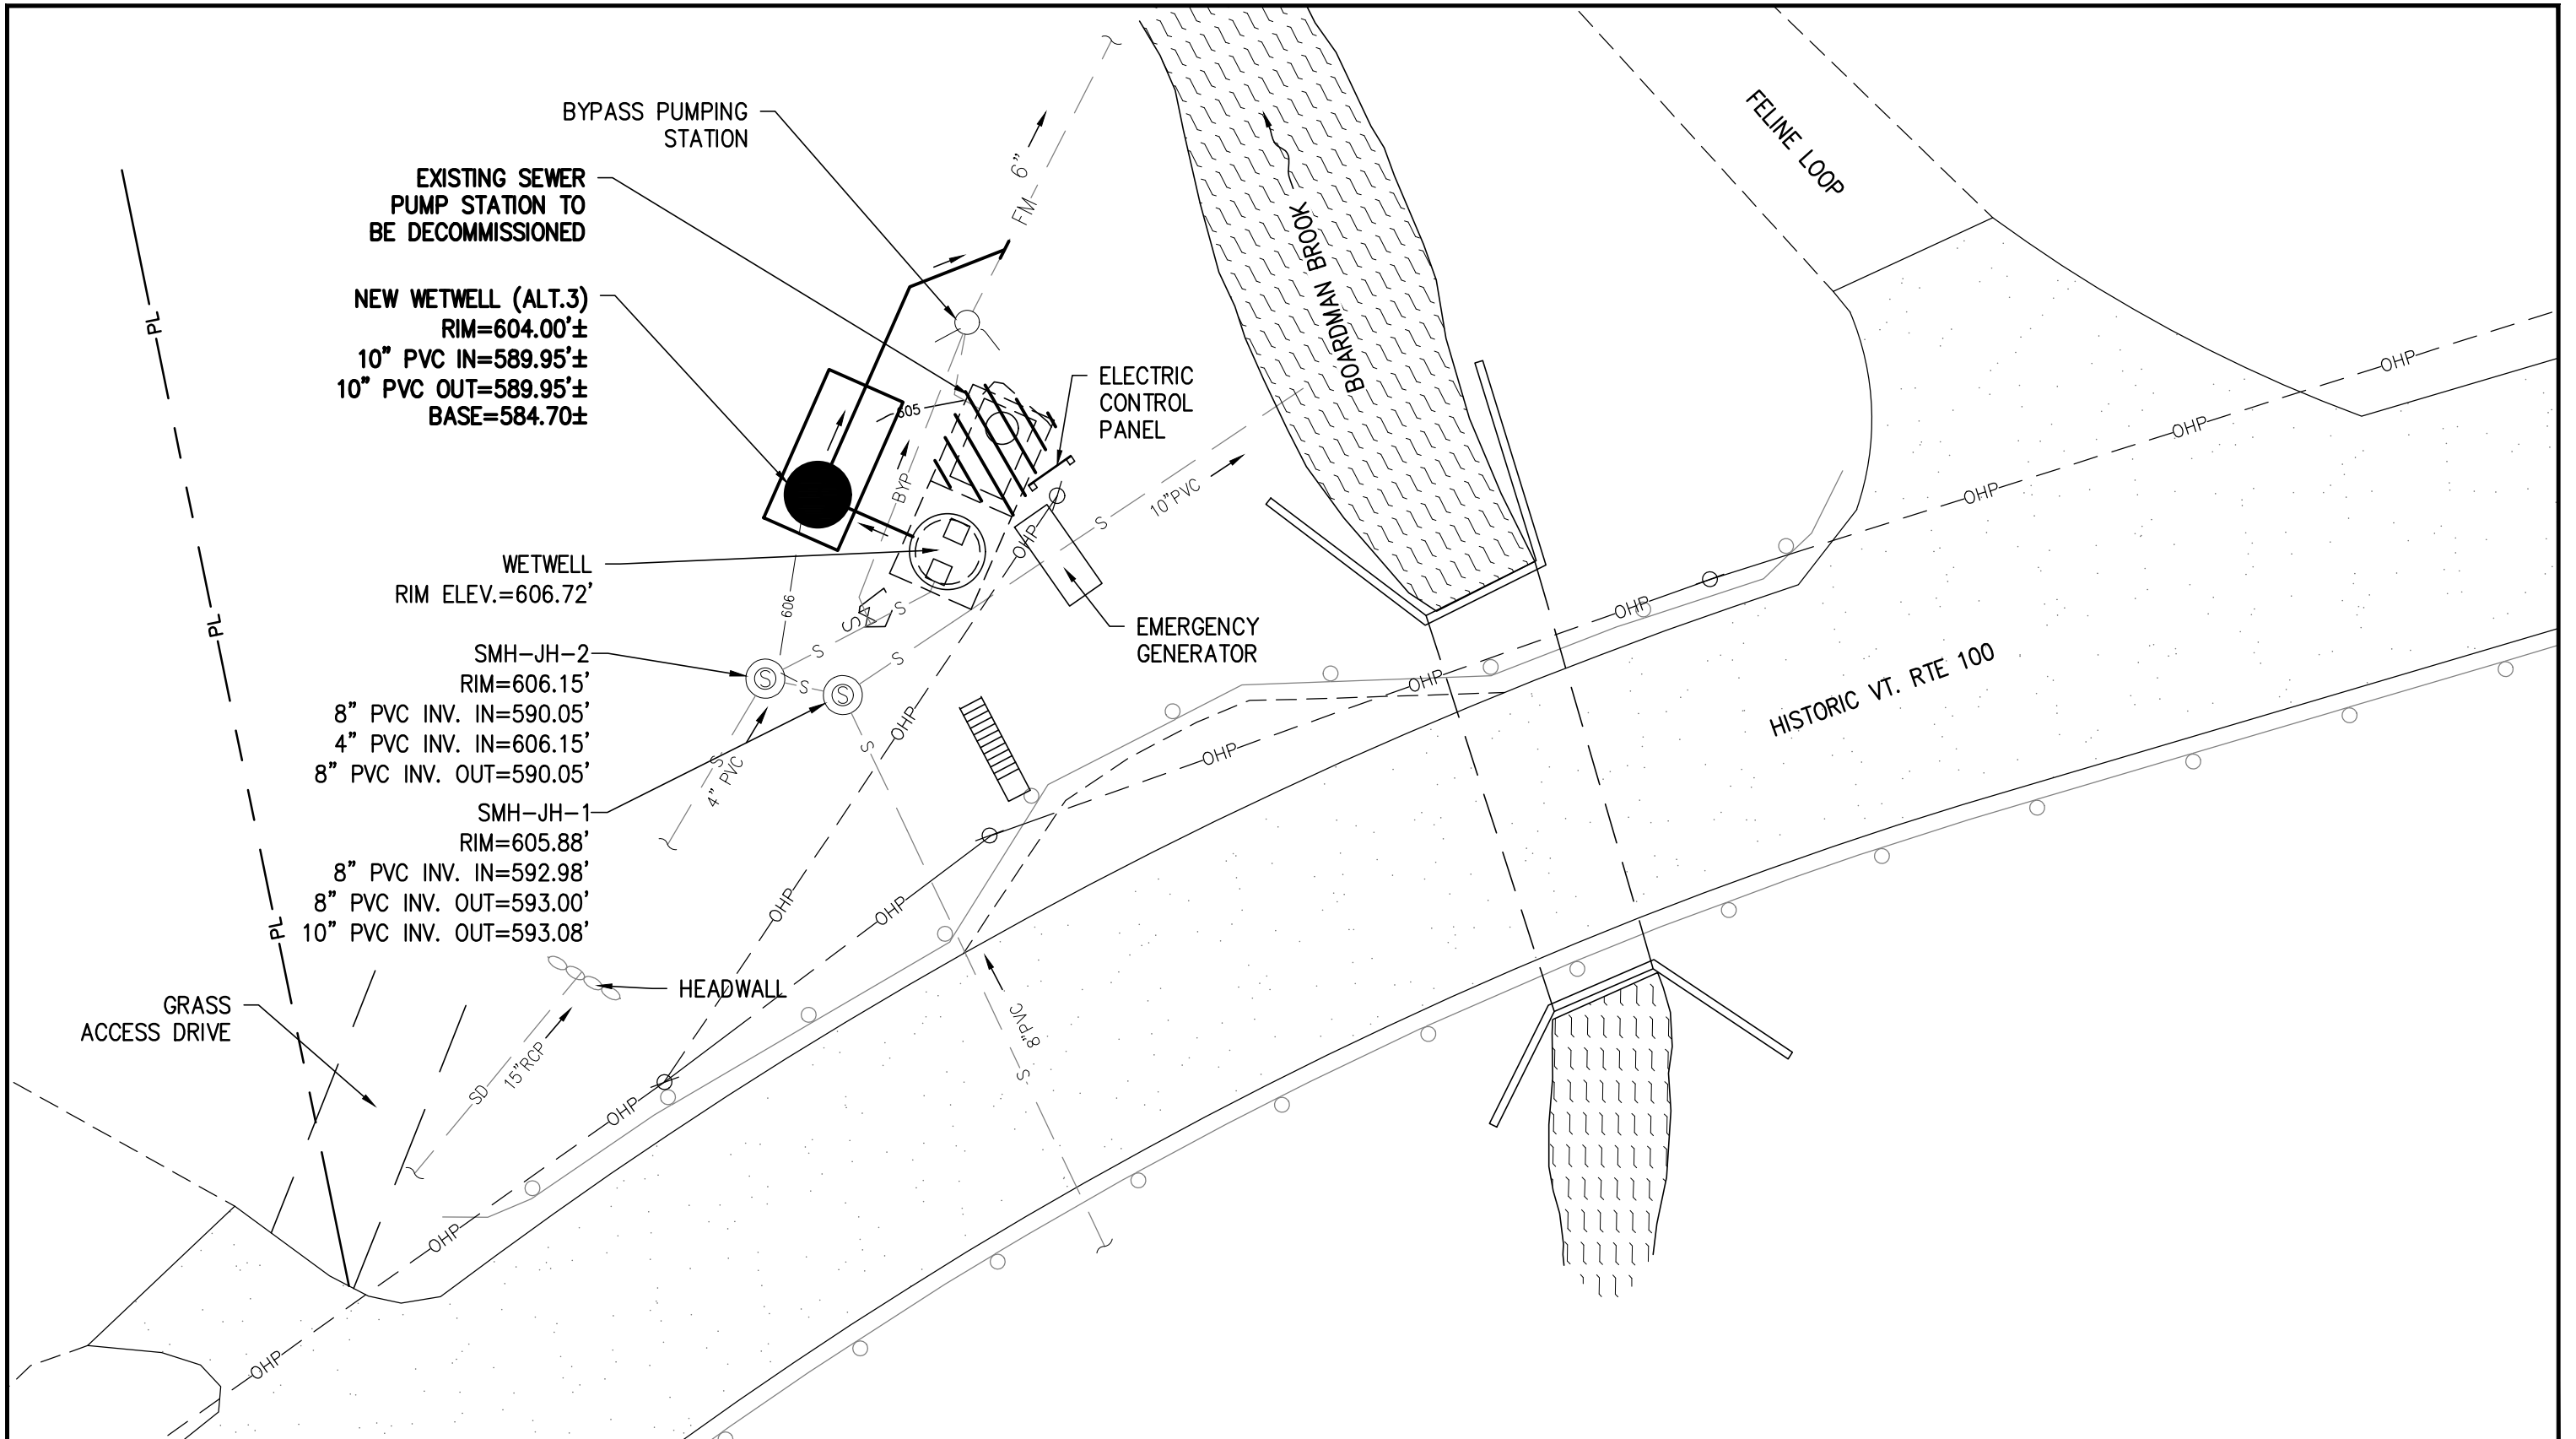 BYPASS PUMPING
STATION
EXISTING SEWER
PUMP STATION TO
BE DECOMMISSIONED
NEW WETWELL (ALT.3)
RIM=604.00'±
10" PVC IN=589.95'±
10" PVC OUT=589.95'±
BASE=584.70±
WETWELL
RIM ELEV.=606.72'
SMH-JH-2
RIM=606.15'
8" PVC INV. IN=590.05'
4" PVC INV. IN=606.15'
8" PVC INV. OUT=590.05'
SMH-JH-1
RIM=605.88'
8" PVC INV. IN=592.98'
8" PVC INV. OUT=593.00'
10" PVC INV. OUT=593.08'
GRASS
ACCESS DRIVE
HEADWALL
ELECTRIC
CONTROL
PANEL
EMERGENCY
GENERATOR
BOARDMAN BROOK
FELINE LOOP
HISTORIC VT. RTE 100
PL
PL
PL
FM
6"
605
606
BYP
10"PVC
4" PVC
8"PVC
15"RCP
SD
S
S
S
S
S
S
S
S
S
S
S
OHP
OHP
OHP
OHP
OHP
OHP
OHP
OHP
OHP
OHP
OHP
OHP
OHP